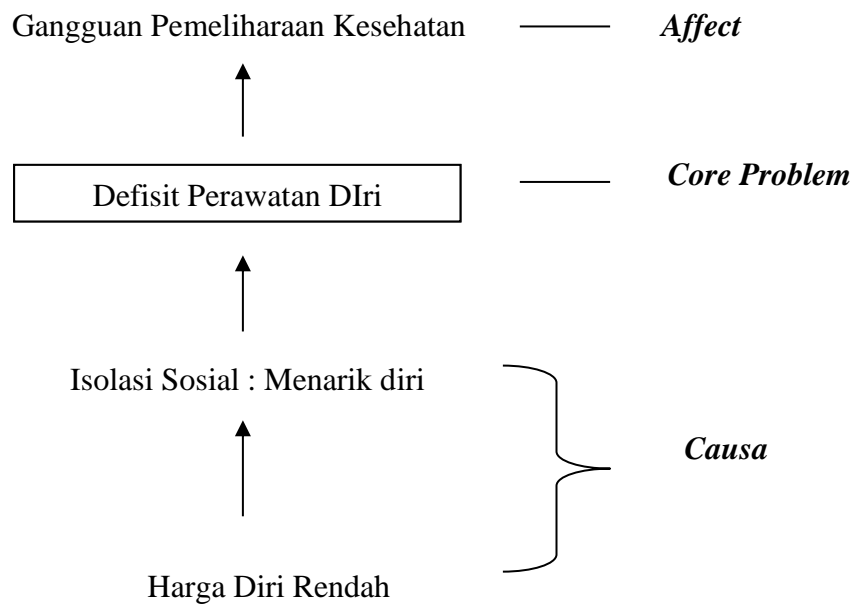 Gangguan Pemeliharaan Kesehatan Affect
Defisit Perawatan DIri Core Problem
Isolasi Sosial : Menarik diri
Causa
Harga Diri Rendah